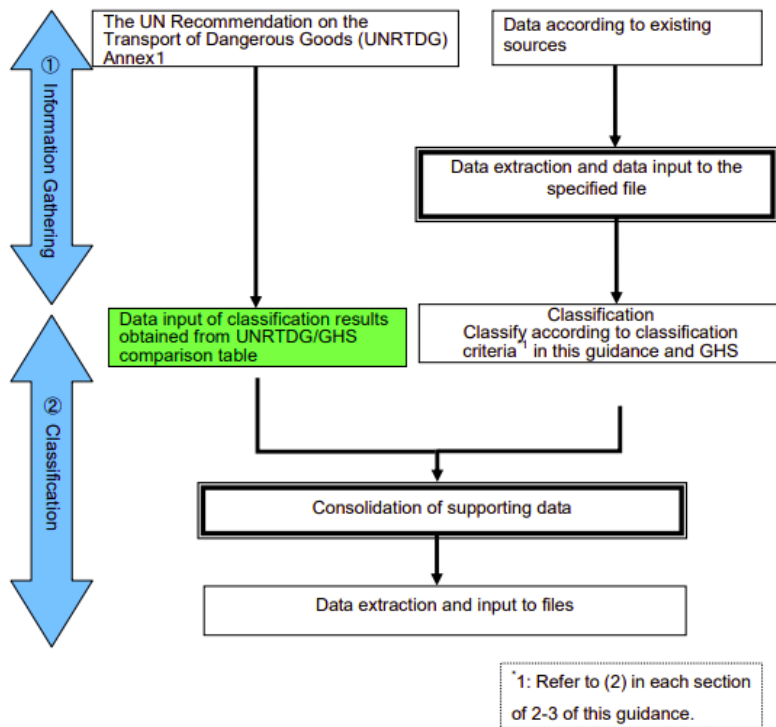 ① Information Gathering
The UN Recommendation on the
Transport of Dangerous Goods (UNRTDG)
Annex1
Data according to existing
sources
Data extraction and data input to the
specified file
Data input of classification results
obtained from UNRTDG/GHS
comparison table
Classification
Classify according to classification
criteria*1 in this guidance and GHS
② Classification
Consolidation of supporting data
Data extraction and input to files
*1: Refer to (2) in each section
of 2-3 of this guidance.